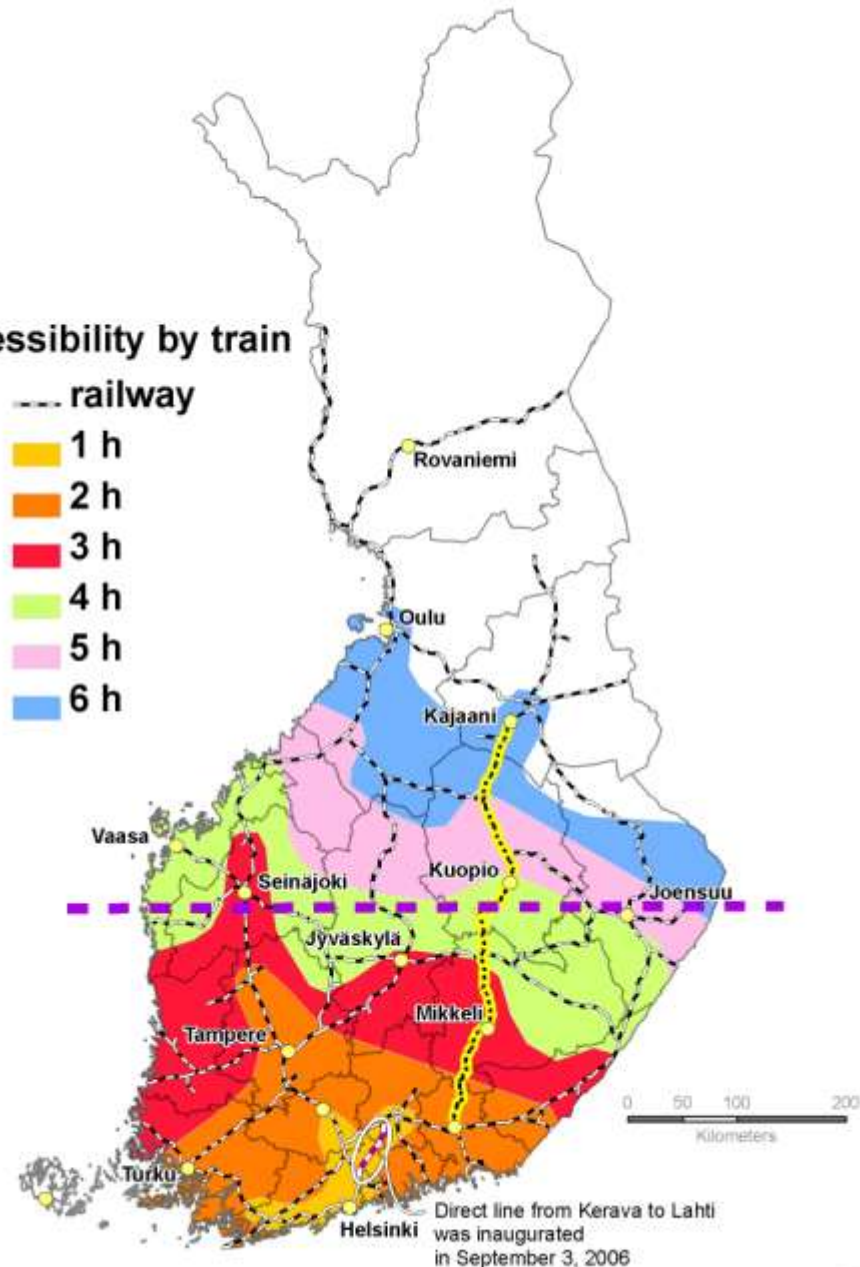 essibility by train
railway
1 h
2 h
3 h
4 h
5 h
6 h
Rovaniemi
Oulu
Kajaani
Vaasa
Seinäjoki
Kuopio
Joensuu
Jyväskylä
Mikkeli
Tampere
0 50 100 200
Kilometers
Turku
Helsinki
Direct line from Kerava to Lahti
was inaugurated
in September 3, 2006